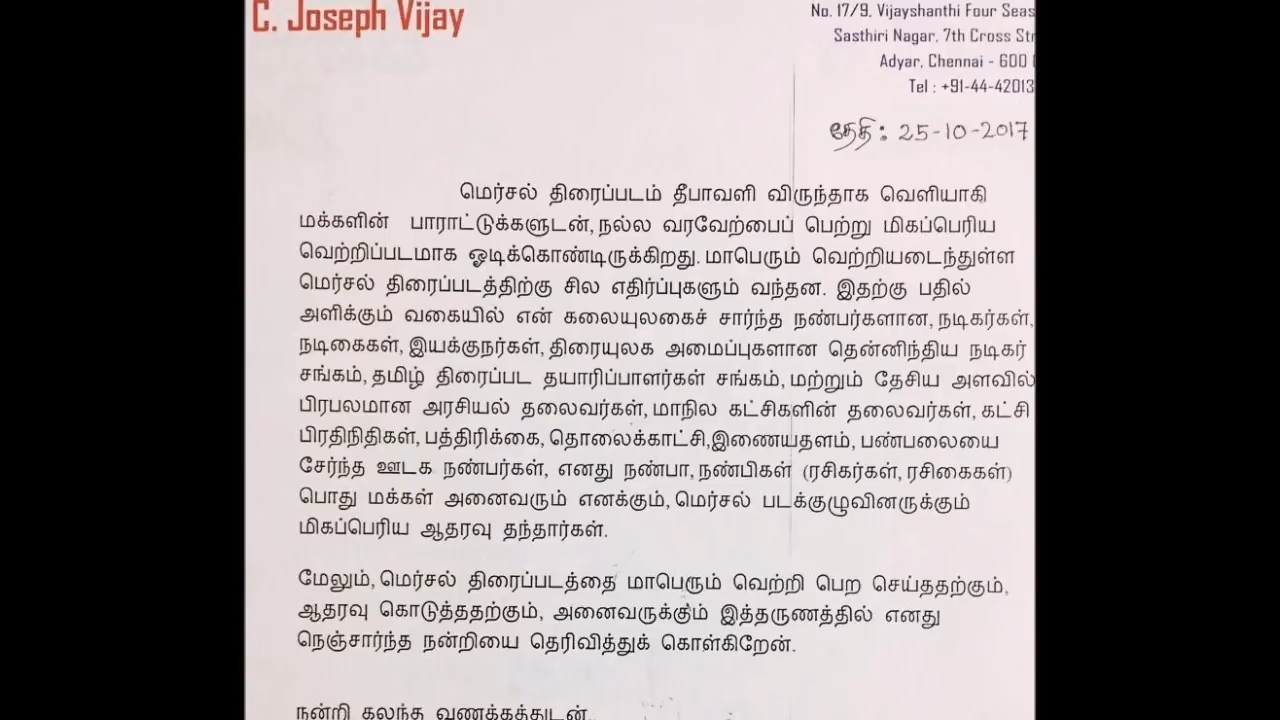 C. Joseph Vijay
No. 17/9, Vijayshanthi Four Seas
Sasthiri Nagar, 7th Cross Str
Adyar, Chennai - 600
Tel : +91-44-42013
தேதி: 25-10-2017
மெர்சல் திரைப்படம் தீபாவளி விருந்தாக வெளியாகி
மக்களின் பாராட்டுக்களுடன், நல்ல வரவேற்பைப் பெற்று மிகப்பெரிய
வெற்றிப்படமாக ஓடிக்கொண்டிருக்கிறது. மாபெரும் வெற்றியடைந்துள்ள
மெர்சல் திரைப்படத்திற்கு சில எதிர்ப்புகளும் வந்தன. இதற்கு பதில்
அளிக்கும் வகையில் என் கலையுலகைச் சார்ந்த நண்பர்களான, நடிகர்கள்,
நடிகைகள், இயக்குநர்கள், திரையுலக அமைப்புகளான தென்னிந்திய நடிகர்
சங்கம், தமிழ் திரைப்பட தயாரிப்பாளர்கள் சங்கம், மற்றும் தேசிய அளவில்
பிரபலமான அரசியல் தலைவர்கள், மாநில கட்சிகளின் தலைவர்கள், கட்சி
பிரதிநிதிகள், பத்திரிக்கை, தொலைக்காட்சி,இணையதளம், பண்பலையை
சேர்ந்த ஊடக நண்பர்கள், எனது நண்பா, நண்பிகள் (ரசிகர்கள், ரசிகைகள்)
பொது மக்கள் அனைவரும் எனக்கும், மெர்சல் படக்குழுவினருக்கும்
மிகப்பெரிய ஆதரவு தந்தார்கள்.
மேலும், மெர்சல் திரைப்படத்தை மாபெரும் வெற்றி பெற செய்ததற்கும்,
ஆதரவு கொடுத்ததற்கும், அனைவருக்கும் இத்தருணத்தில் எனது
நெஞ்சார்ந்த நன்றியை தெரிவித்துக் கொள்கிறேன்.
நன்றி கலந்த வணக்கத்துடன்..